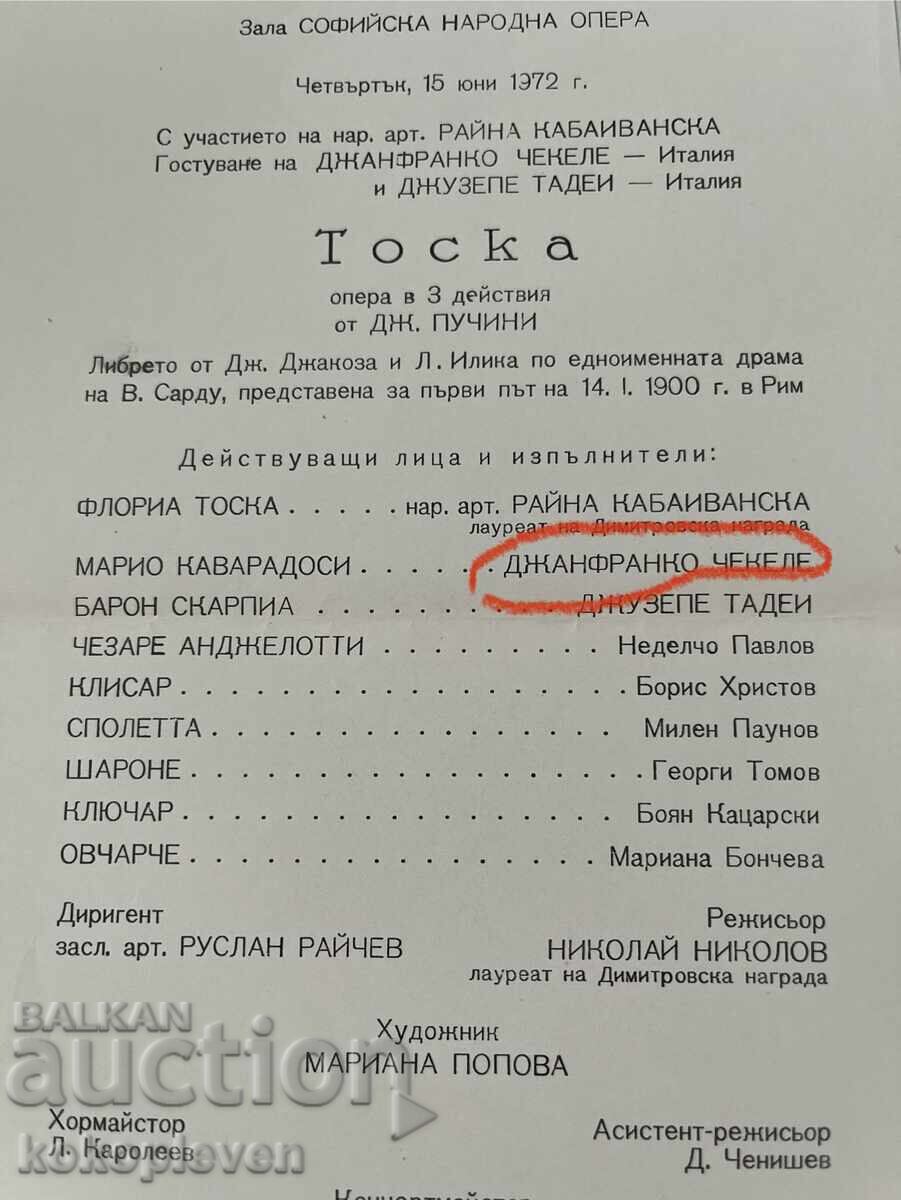 Зала СОФИЙСКА НАРОДНА ОПЕРА
Четвъртък, 15 юни 1972 г.
С участието на нар. арт. РАЙНА КАБАИВАНСКА
Гостуване на ДЖАНФРАНКО ЧЕКЕЛЕ — Италия
и ДЖУЗЕПЕ ТАДЕИ — Италия
Тоска
опера в 3 действия
от ДЖ. ПУЧИНИ
Либрето от Дж. Джакоза и Л. Илика по едноименната драма
на В. Сарду, представена за първи път на 14. I. 1900 г. в Рим
Действуващи лица и изпълнители:
ФЛОРИА ТОСКА . . . . . нар. арт. РАЙНА КАБАИВАНСКА
лауреат на Димитровска награда
МАРИО КАВАРАДОСИ . . . . . . ДЖАНФРАНКО ЧЕКЕЛЕ
БАРОН СКАРПИА . . . . . . . . . . ДЖУЗЕПЕ ТАДЕИ
ЧЕЗАРЕ АНДЖЕЛОТТИ . . . . . . . . . Неделчо Павлов
КЛИСАР . . . . . . . . . . . . . . . . Борис Христов
СПОЛЕТТА . . . . . . . . . . . . . . Милен Паунов
ШАРОНЕ . . . . . . . . . . . . . . . Георги Томов
КЛЮЧАР . . . . . . . . . . . . . . . Боян Кацарски
ОВЧАРЧЕ . . . . . . . . . . . . . . Мариана Бончева
Диригент
засл. арт. РУСЛАН РАЙЧЕВ
Режисьор
НИКОЛАЙ НИКОЛОВ
лауреат на Димитровска награда
Художник
МАРИАНА ПОПОВА
BALKAN
auction
Хормайстор
Л. Каролеев
kokopleven
Асистент-режисьор
Д. Ченишев
Концертмайстор